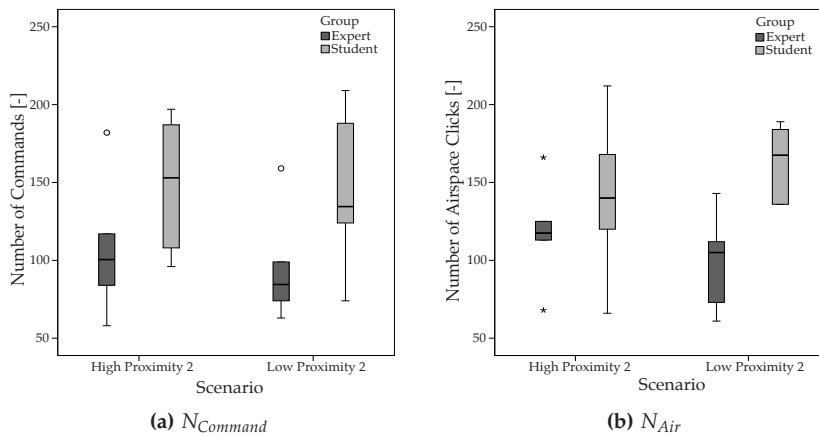 250
200
150
100
50
Number of Commands [-]
Group
Expert
Student
High Proximity 2
Low Proximity 2
Scenario
(a) N_Command
250
200
150
100
50
Number of Airspace Clicks [-]
Group
Expert
Student
High Proximity 2
Low Proximity 2
Scenario
(b) N_Air